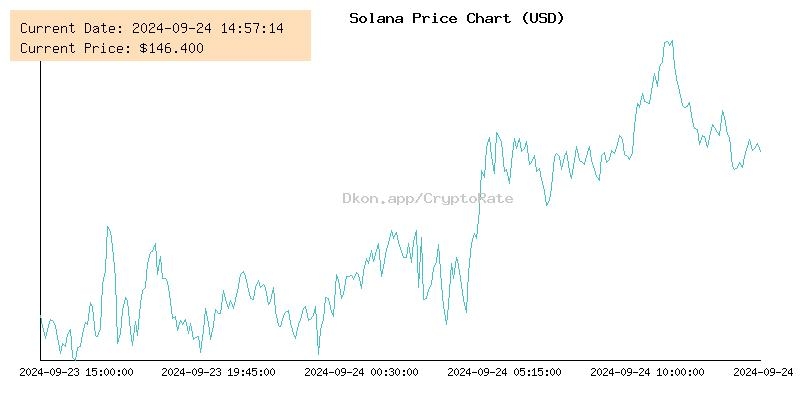 Solana Price Chart (USD)
Current Date: 2024-09-24 14:57:14
Current Price: $146.400
Dkon.app/CryptoRate
2024-09-23 15:00:00 2024-09-23 19:45:00 2024-09-24 00:30:00 2024-09-24 05:15:00 2024-09-24 10:00:00 2024-09-24